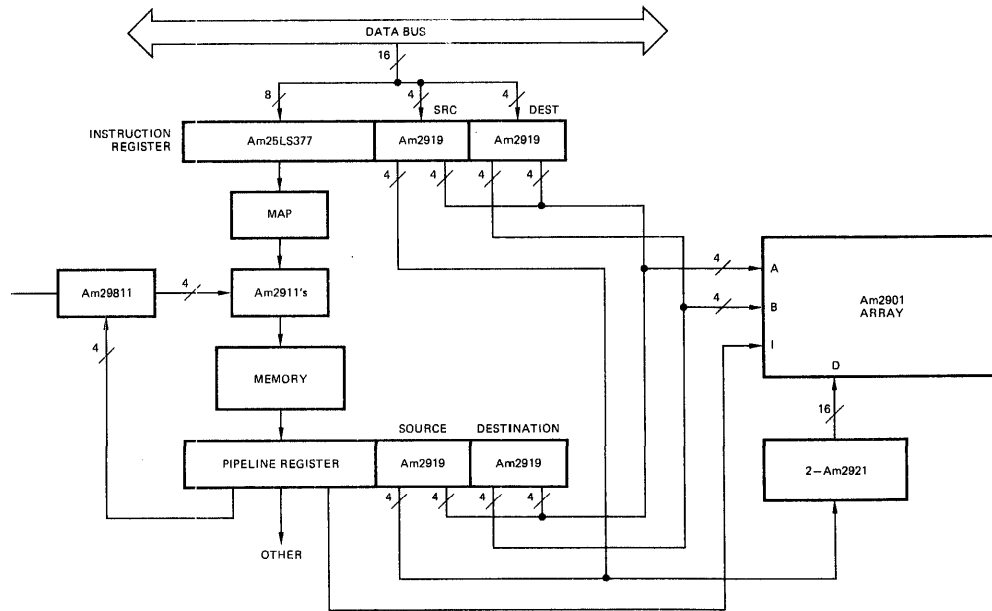 DATA BUS
16
8
4
SRC
4
DEST
INSTRUCTION
REGISTER
Am25LS377
Am2919
Am2919
4
4
4
4
MAP
Am29811
4
Am2911's
4
A
4
B
I
Am2901
ARRAY
D
4
MEMORY
16
SOURCE
DESTINATION
PIPELINE REGISTER
Am2919
Am2919
2-Am2921
4
4
4
4
OTHER